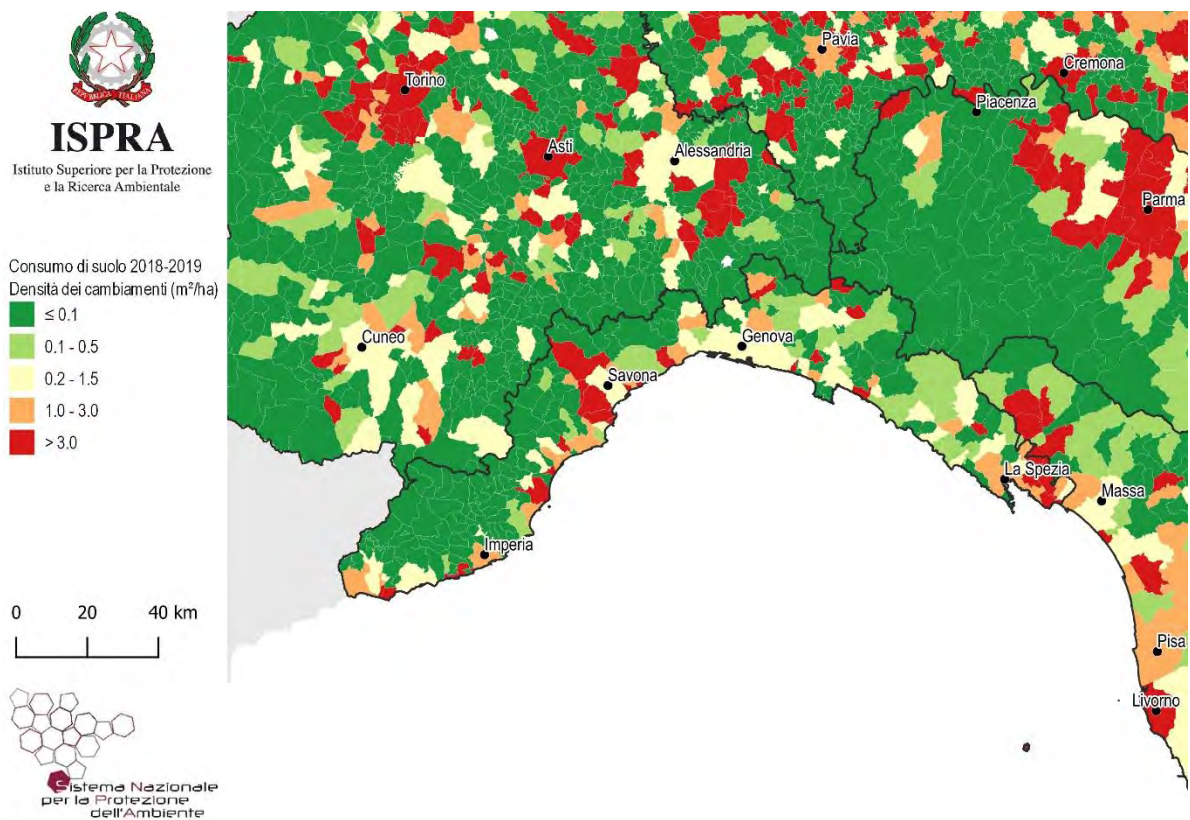 REPVBBLICA ITALIANA
ISPRA
Istituto Superiore per la Protezione
e la Ricerca Ambientale
Consumo di suolo 2018-2019
Densità dei cambiamenti (m²/ha)
≤ 0.1
0.1 - 0.5
0.2 - 1.5
1.0 - 3.0
> 3.0
0 20 40 km
Sistema Nazionale
per la Protezione
dell'Ambiente
Pavia
Torino
Cremona
Piacenza
Asti
Alessandria
Parma
Cuneo
Genova
Savona
La Spezia
Massa
Imperia
Pisa
Livorno